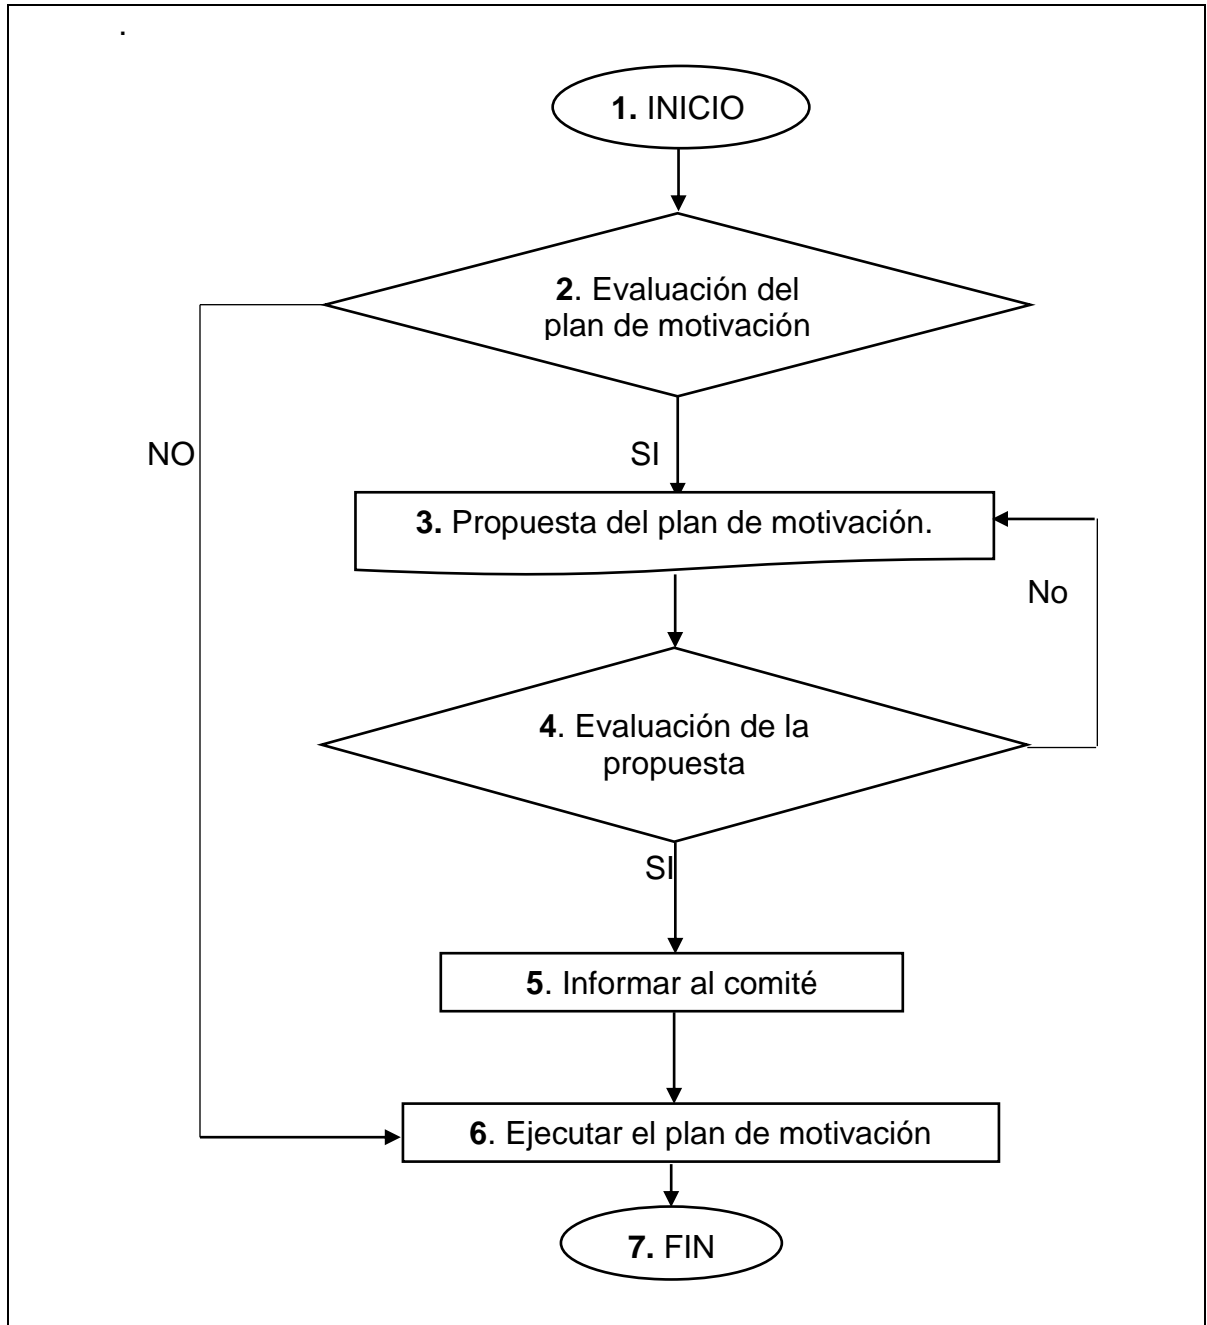 .
1. INICIO
2. Evaluación del
plan de motivación
NO
SI
3. Propuesta del plan de motivación.
No
4. Evaluación de la
propuesta
SI
5. Informar al comité
6. Ejecutar el plan de motivación
7. FIN